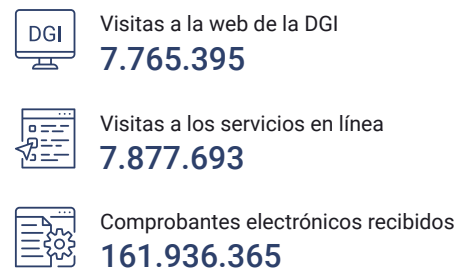 DGI
Visitas a la web de la DGI
7.765.395
Visitas a los servicios en línea
7.877.693
Comprobantes electrónicos recibidos
161.936.365